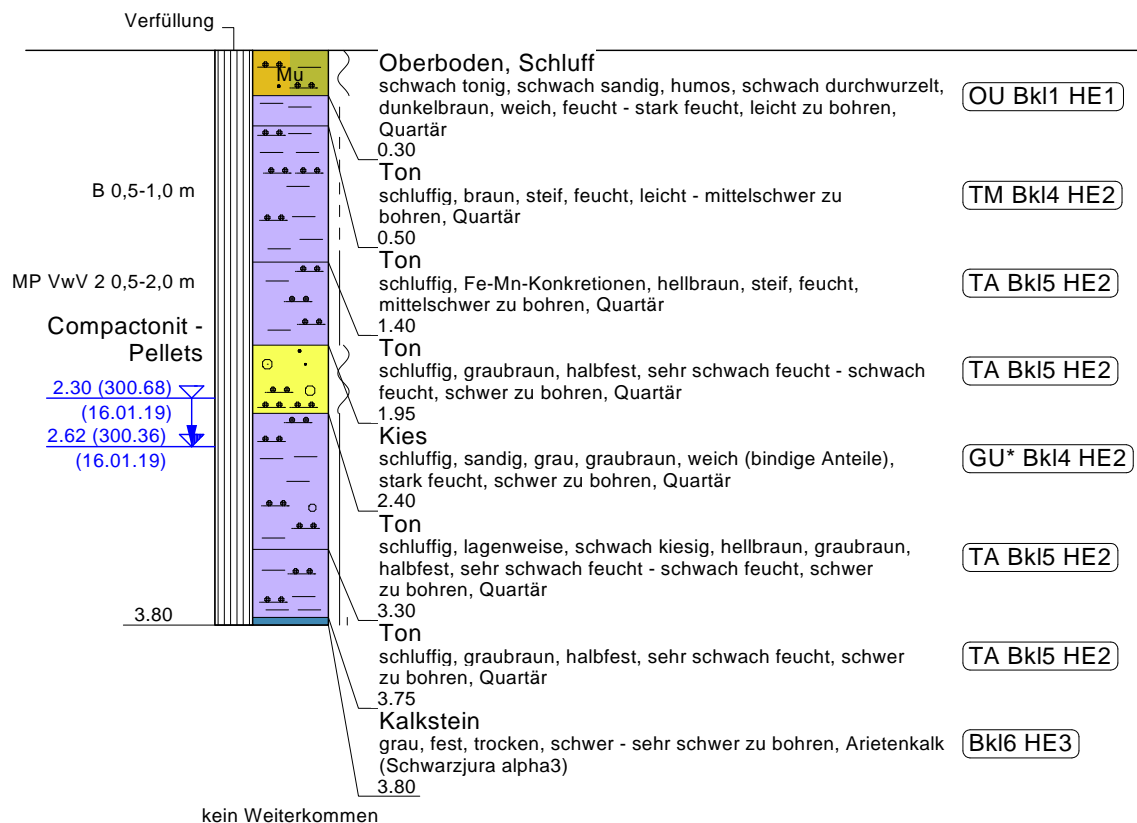 Verfüllung
Mu
B 0,5-1,0 m
MP VwV 2 0,5-2,0 m
Compactonit -
Pellets
2.30 (300.68)
(16.01.19)
2.62 (300.36)
(16.01.19)
3.80
Oberboden, Schluff
schwach tonig, schwach sandig, humos, schwach durchwurzelt,
dunkelbraun, weich, feucht - stark feucht, leicht zu bohren,
Quartär
0.30
OU Bkl1 HE1
Ton
schluffig, braun, steif, feucht, leicht - mittelschwer zu
bohren, Quartär
0.50
TM Bkl4 HE2
Ton
schluffig, Fe-Mn-Konkretionen, hellbraun, steif, feucht,
mittelschwer zu bohren, Quartär
1.40
TA Bkl5 HE2
Ton
schluffig, graubraun, halbfest, sehr schwach feucht - schwach
feucht, schwer zu bohren, Quartär
1.95
TA Bkl5 HE2
Kies
schluffig, sandig, grau, graubraun, weich (bindige Anteile),
stark feucht, schwer zu bohren, Quartär
2.40
GU* Bkl4 HE2
Ton
schluffig, lagenweise, schwach kiesig, hellbraun, graubraun,
halbfest, sehr schwach feucht - schwach feucht, schwer
zu bohren, Quartär
3.30
TA Bkl5 HE2
Ton
schluffig, graubraun, halbfest, sehr schwach feucht, schwer
zu bohren, Quartär
3.75
TA Bkl5 HE2
Kalkstein
grau, fest, trocken, schwer - sehr schwer zu bohren, Arietenkalk
(Schwarzjura alpha3)
3.80
Bkl6 HE3
kein Weiterkommen